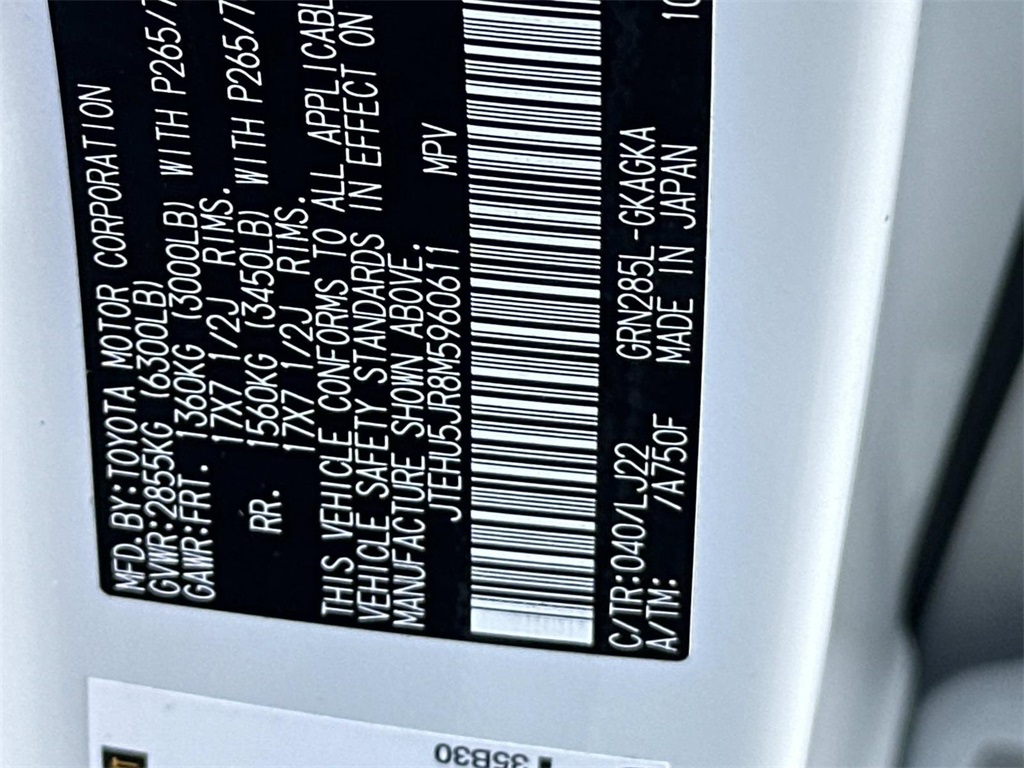 MFD.BY:TOYOTA MOTOR CORPORATION
GVWR:2855KG (6300LB)
GAWR:FRT. 1360KG (3000LB) WITH P265/7
17X7 1/2J RIMS.
RR. 1560KG (3450LB) WITH P265/7
17X7 1/2J RIMS.
THIS VEHICLE CONFORMS TO ALL APPLICABL
VEHICLE SAFETY STANDARDS IN EFFECT ON
MANUFACTURE SHOWN ABOVE.
JTEHU5JR8M5960611 MPV
C/TR:040/LJ22 GRN285L-GKAGKA 10
A/TM: /A750F MADE IN JAPAN
35B30